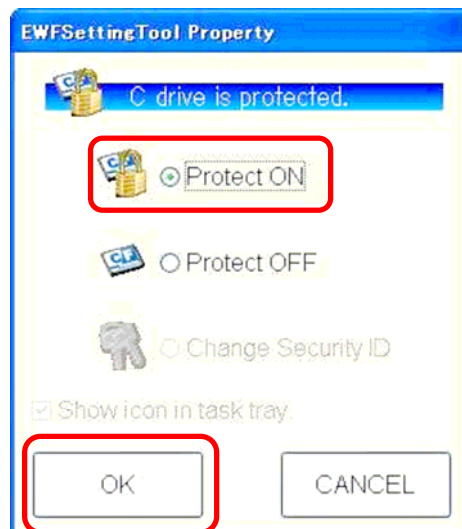 EWFSettingTool Property
C drive is protected.
Protect ON
Protect OFF
Change Security ID
Show icon in task tray.
OK
CANCEL